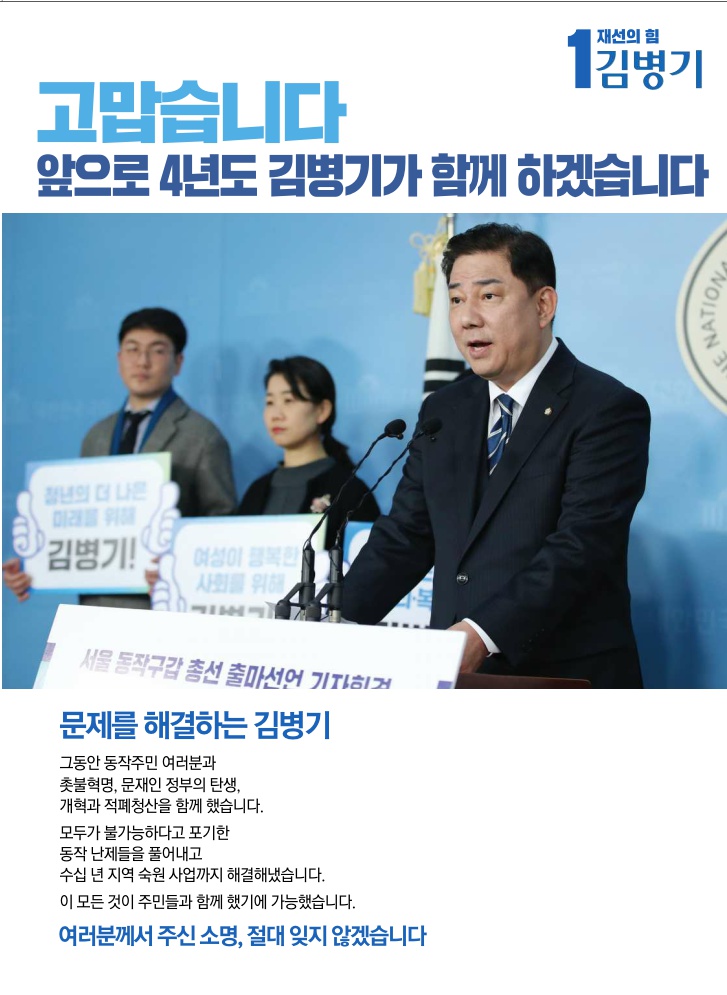 재선의 힘
1 김병기
고맙습니다
앞으로 4년도 김병기가 함께 하겠습니다
NATIONA
청년의 더 나은
미래를 위해
김병기!
여성이 행복한
사회를 위해
서울 동작구갑 총선 출마선언 기자회견
문제를 해결하는 김병기
그동안 동작주민 여러분과
촛불혁명, 문재인 정부의 탄생,
개혁과 적폐청산을 함께 했습니다.
모두가 불가능하다고 포기한
동작 난제들을 풀어내고
수십 년 지역 숙원 사업까지 해결해냈습니다.
이 모든 것이 주민들과 함께 했기에 가능했습니다.
여러분께서 주신 소명, 절대 잊지 않겠습니다